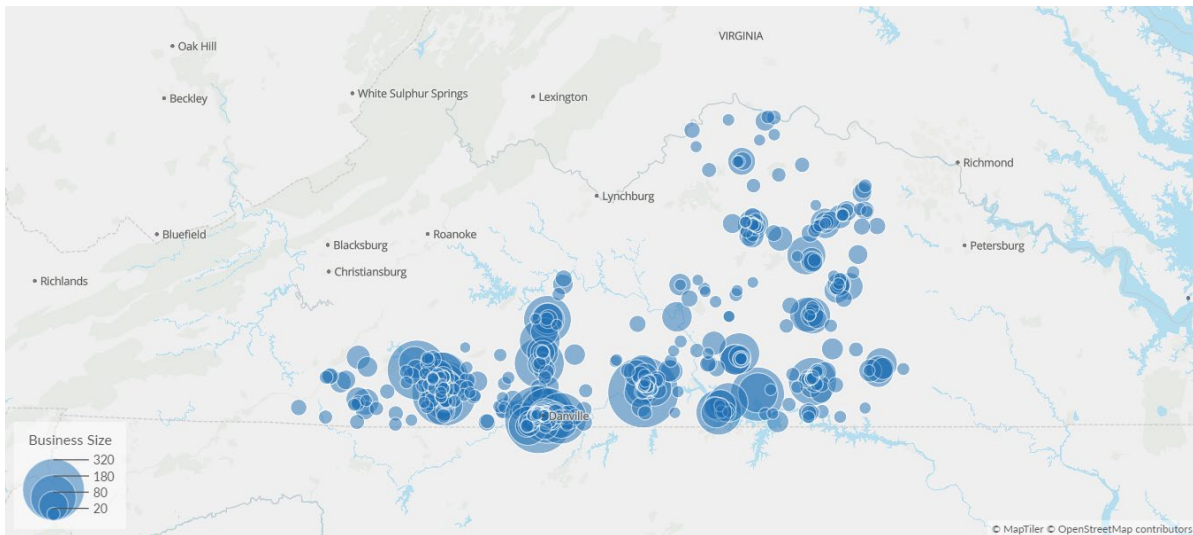 VIRGINIA
Oak Hill
Beckley
White Sulphur Springs
Lexington
Richmond
Lynchburg
Bluefield
Roanoke
Blacksburg
Petersburg
Christiansburg
Richlands
Danville
Business Size
320
180
80
20
© MapTiler © OpenStreetMap contributors